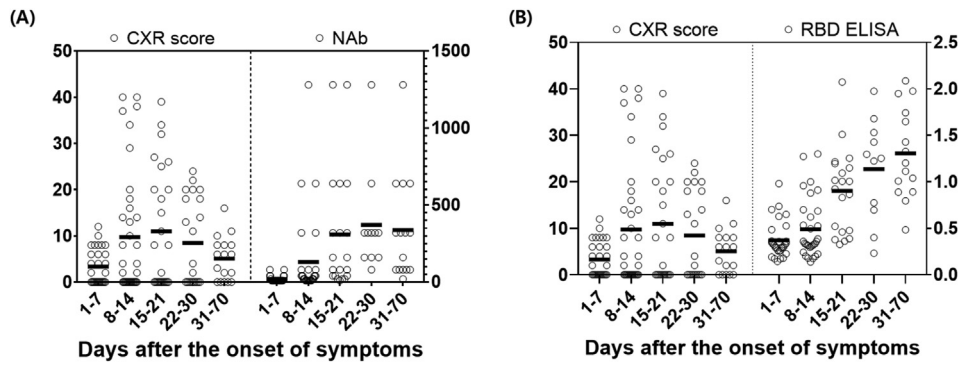 (A)
○ CXR score ○ NAb
50 1500
40
30 1000
20
500
10
0 0
1-7 8-14 15-21 22-30 31-70 1-7 8-14 15-21 22-30 31-70
Days after the onset of symptoms
(B)
○ CXR score ○ RBD ELISA
50 2.5
40 2.0
30 1.5
20 1.0
10 0.5
0 0.0
1-7 8-14 15-21 22-30 31-70 1-7 8-14 15-21 22-30 31-70
Days after the onset of symptoms